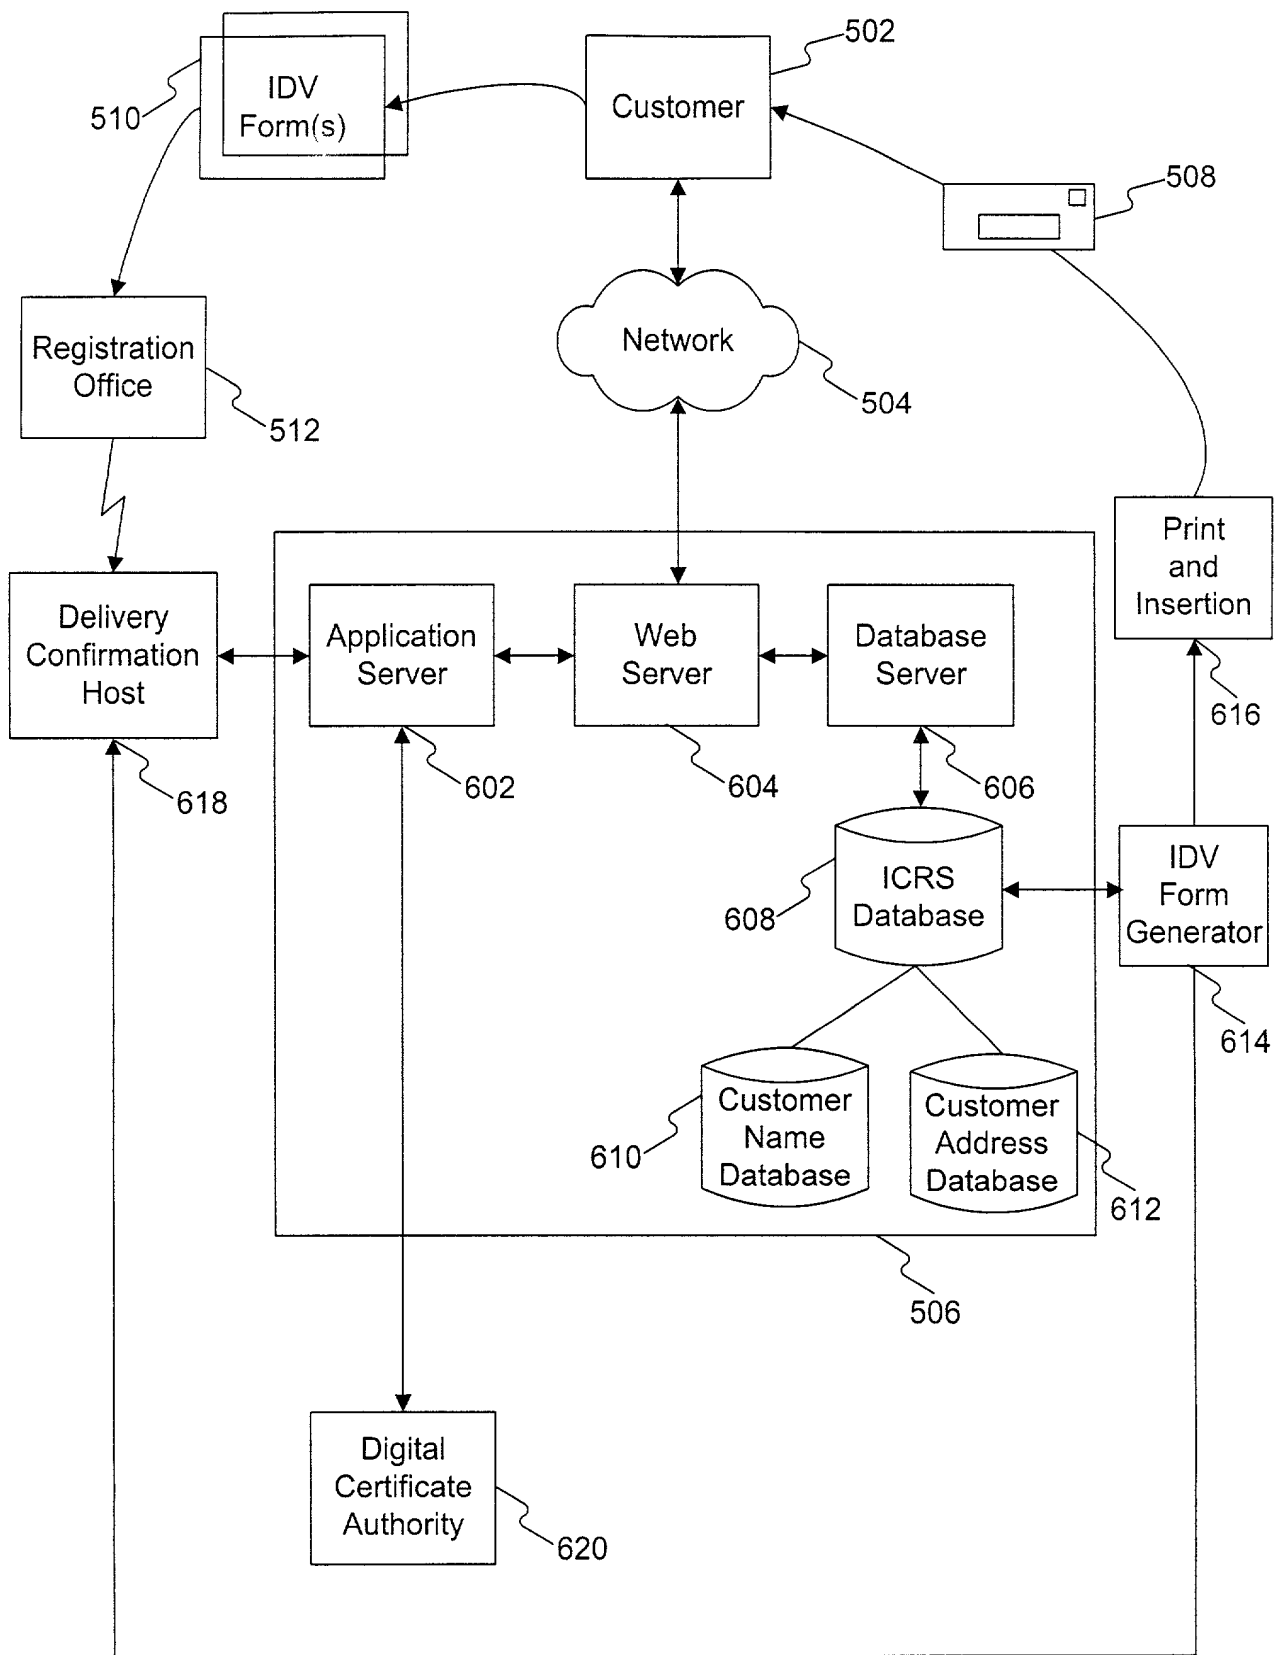 502
IDV
Form(s)
510
Customer
508
Registration
Office
512
Network
504
Print
and
Insertion
616
Delivery
Confirmation
Host
618
Application
Server
602
Web
Server
604
Database
Server
606
ICRS
Database
608
IDV
Form
Generator
614
Customer
Name
Database
610
Customer
Address
Database
612
506
Digital
Certificate
Authority
620